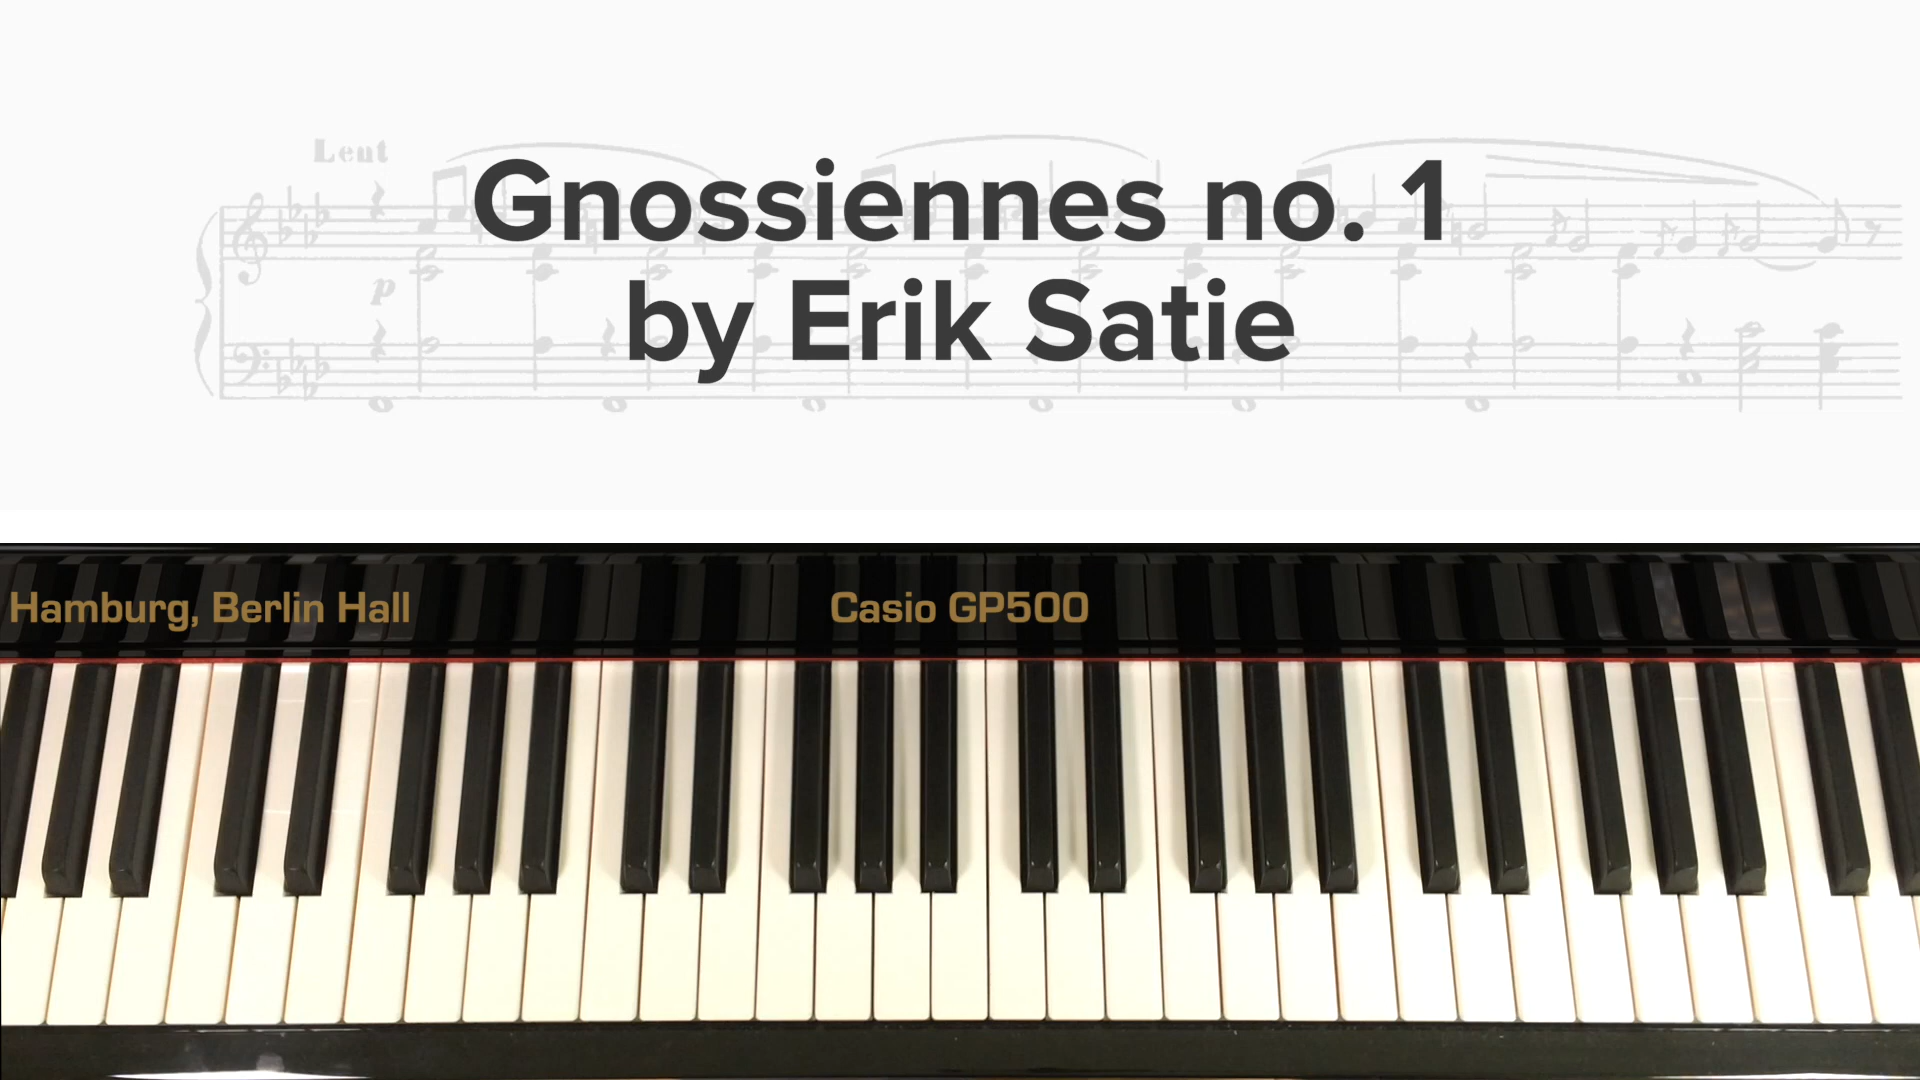 Lent
Gnossiennes no. 1
p
by Erik Satie
Hamburg, Berlin Hall
Casio GP500